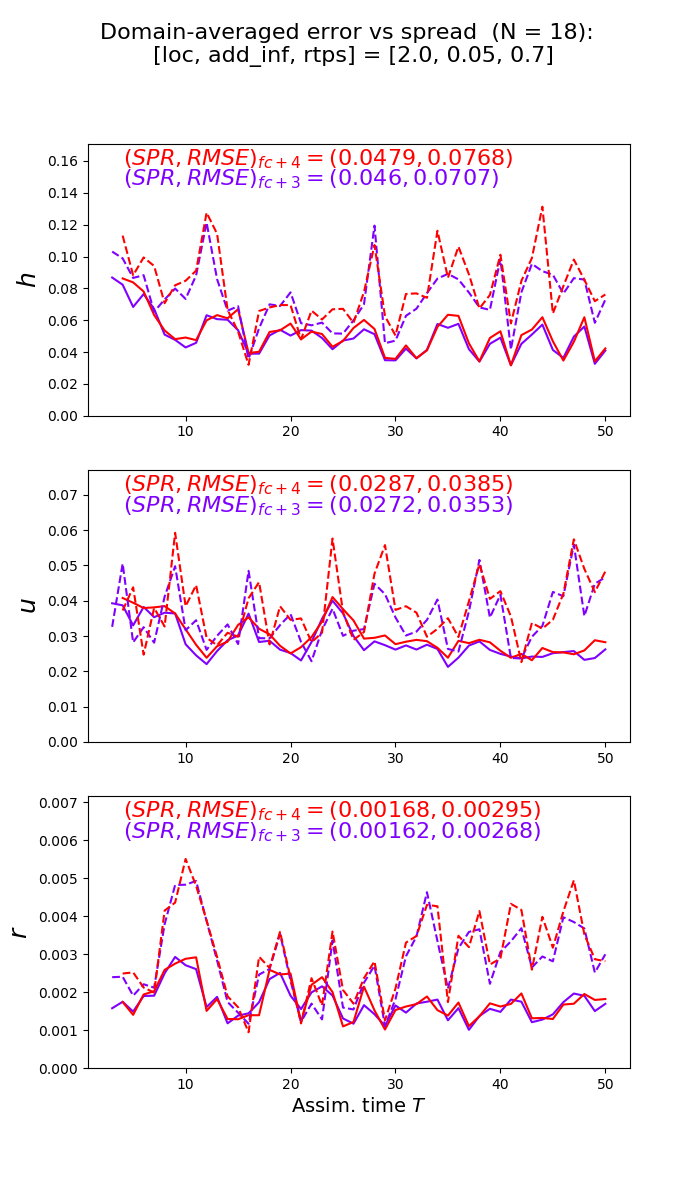 Domain-averaged error vs spread (N = 18):
[loc, add_inf, rtps] = [2.0, 0.05, 0.7]
(SPR, RMSE)fc+4 = (0.0479, 0.0768)
(SPR, RMSE)fc+3 = (0.046, 0.0707)
0.16
0.14
0.12
0.10
0.08
0.06
0.04
0.02
0.00
h
10 20 30 40 50
(SPR, RMSE)fc+4 = (0.0287, 0.0385)
(SPR, RMSE)fc+3 = (0.0272, 0.0353)
0.07
0.06
0.05
0.04
0.03
0.02
0.01
0.00
u
10 20 30 40 50
(SPR, RMSE)fc+4 = (0.00168, 0.00295)
(SPR, RMSE)fc+3 = (0.00162, 0.00268)
0.007
0.006
0.005
0.004
0.003
0.002
0.001
0.000
r
10 20 30 40 50
Assim. time T